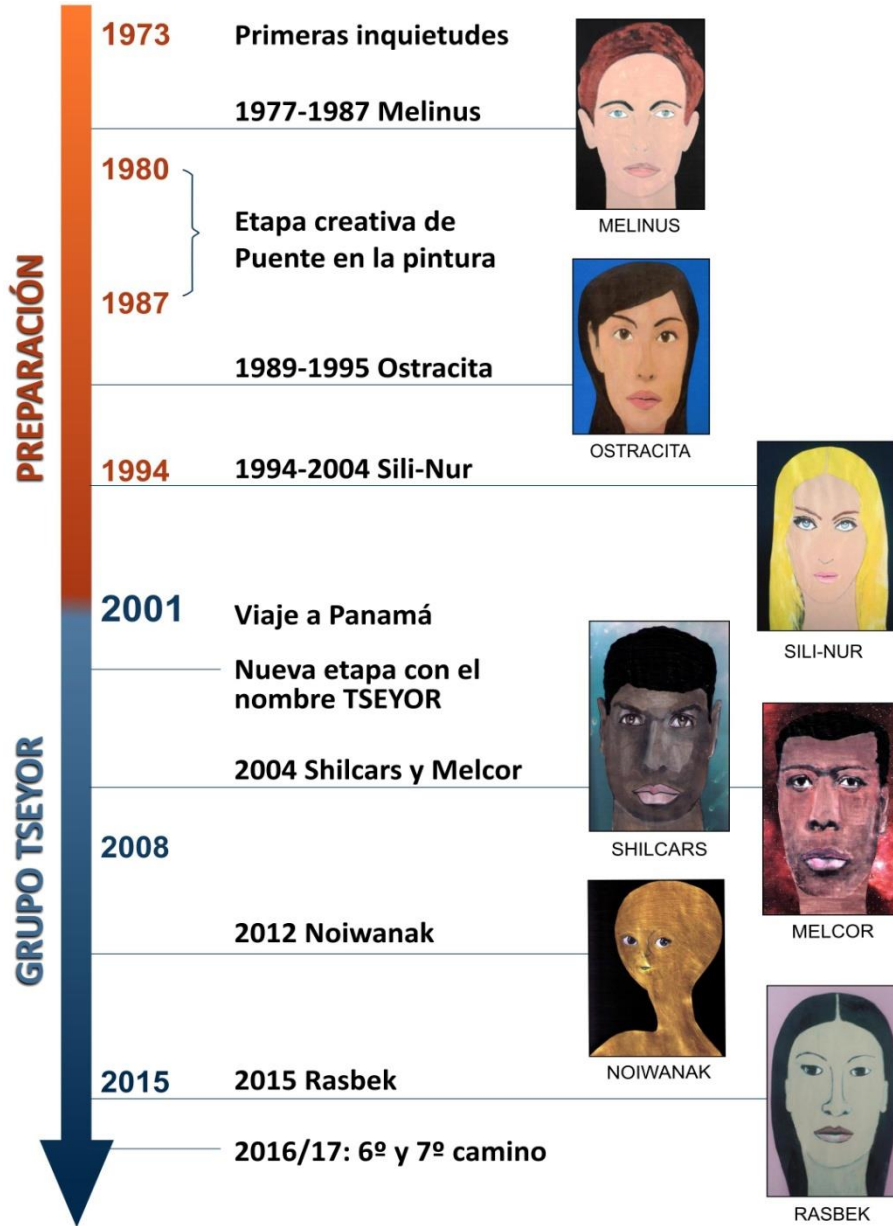 1973
Primeras inquietudes
1977-1987 Melinus
MELINUS
1980
Etapa creativa de
Puente en la pintura
1987
1989-1995 Ostracita
OSTRACITA
PREPARACIÓN
1994
1994-2004 Sili-Nur
SILI-NUR
2001
Viaje a Panamá
Nueva etapa con el
nombre TSEYOR
2004 Shilcars y Melcor
SHILCARS
MELCOR
GRUPO TSEYOR
2008
2012 Noiwanak
NOIWANAK
2015
2015 Rasbek
RASBEK
2016/17: 6º y 7º camino